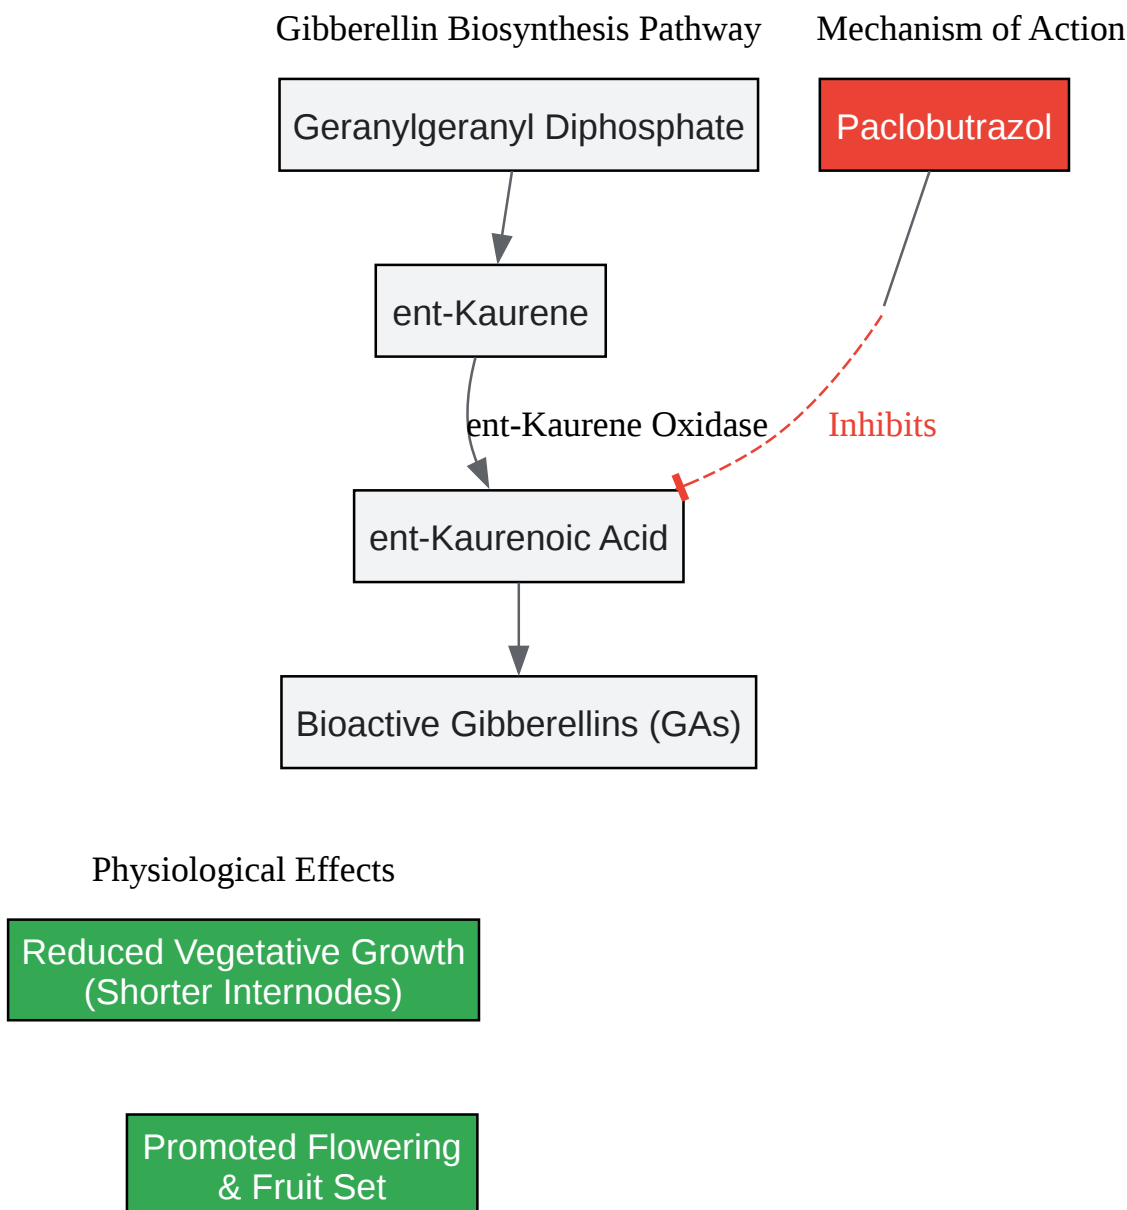 Gibberellin Biosynthesis Pathway
Mechanism of Action
Geranylgeranyl Diphosphate
Paclobutrazol
ent-Kaurene
ent-Kaurene Oxidase
Inhibits
ent-Kaurenoic Acid
Bioactive Gibberellins (GAs)
Physiological Effects
Reduced Vegetative Growth
(Shorter Internodes)
Promoted Flowering
& Fruit Set